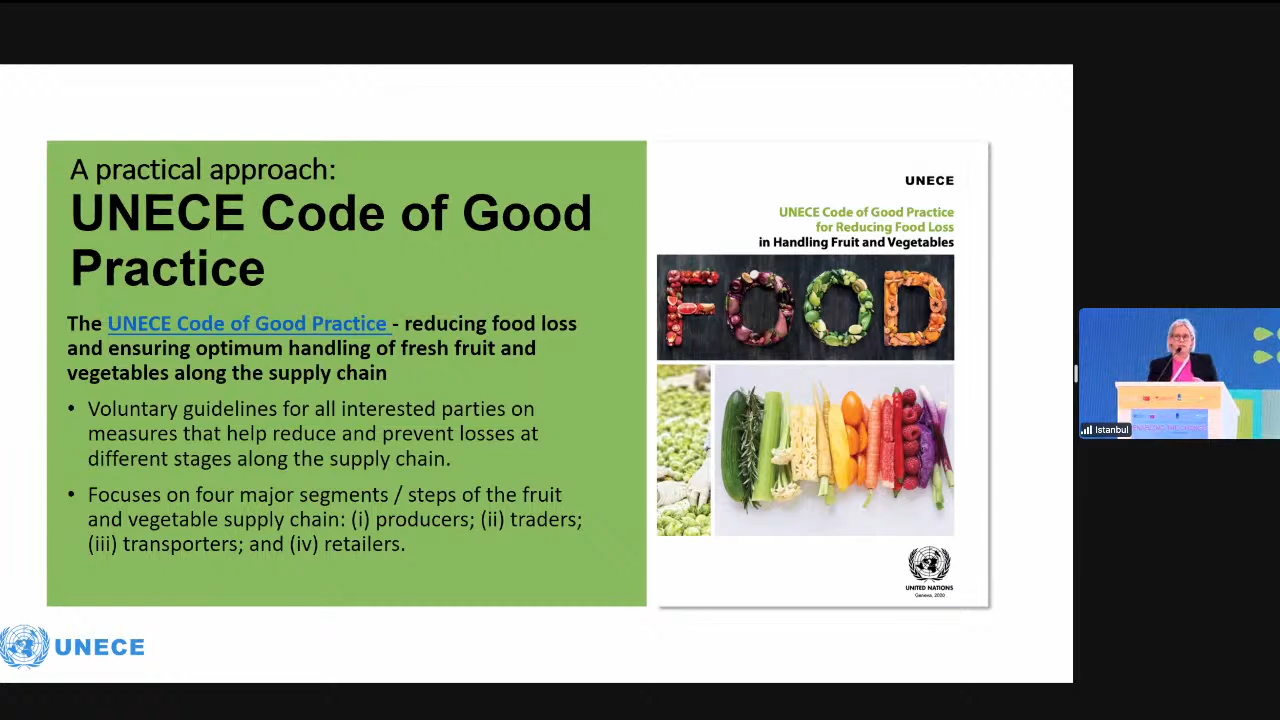 A practical approach:
UNECE Code of Good
Practice
The UNECE Code of Good Practice - reducing food loss
and ensuring optimum handling of fresh fruit and
vegetables along the supply chain
• Voluntary guidelines for all interested parties on
measures that help reduce and prevent losses at
different stages along the supply chain.
• Focuses on four major segments / steps of the fruit
and vegetable supply chain: (i) producers; (ii) traders;
(iii) transporters; and (iv) retailers.
UNECE
UNECE Code of Good Practice
for Reducing Food Loss
in Handling Fruit and Vegetables
FOOD
UNITED NATIONS
Geneva, 2020
UNECE
Istanbul